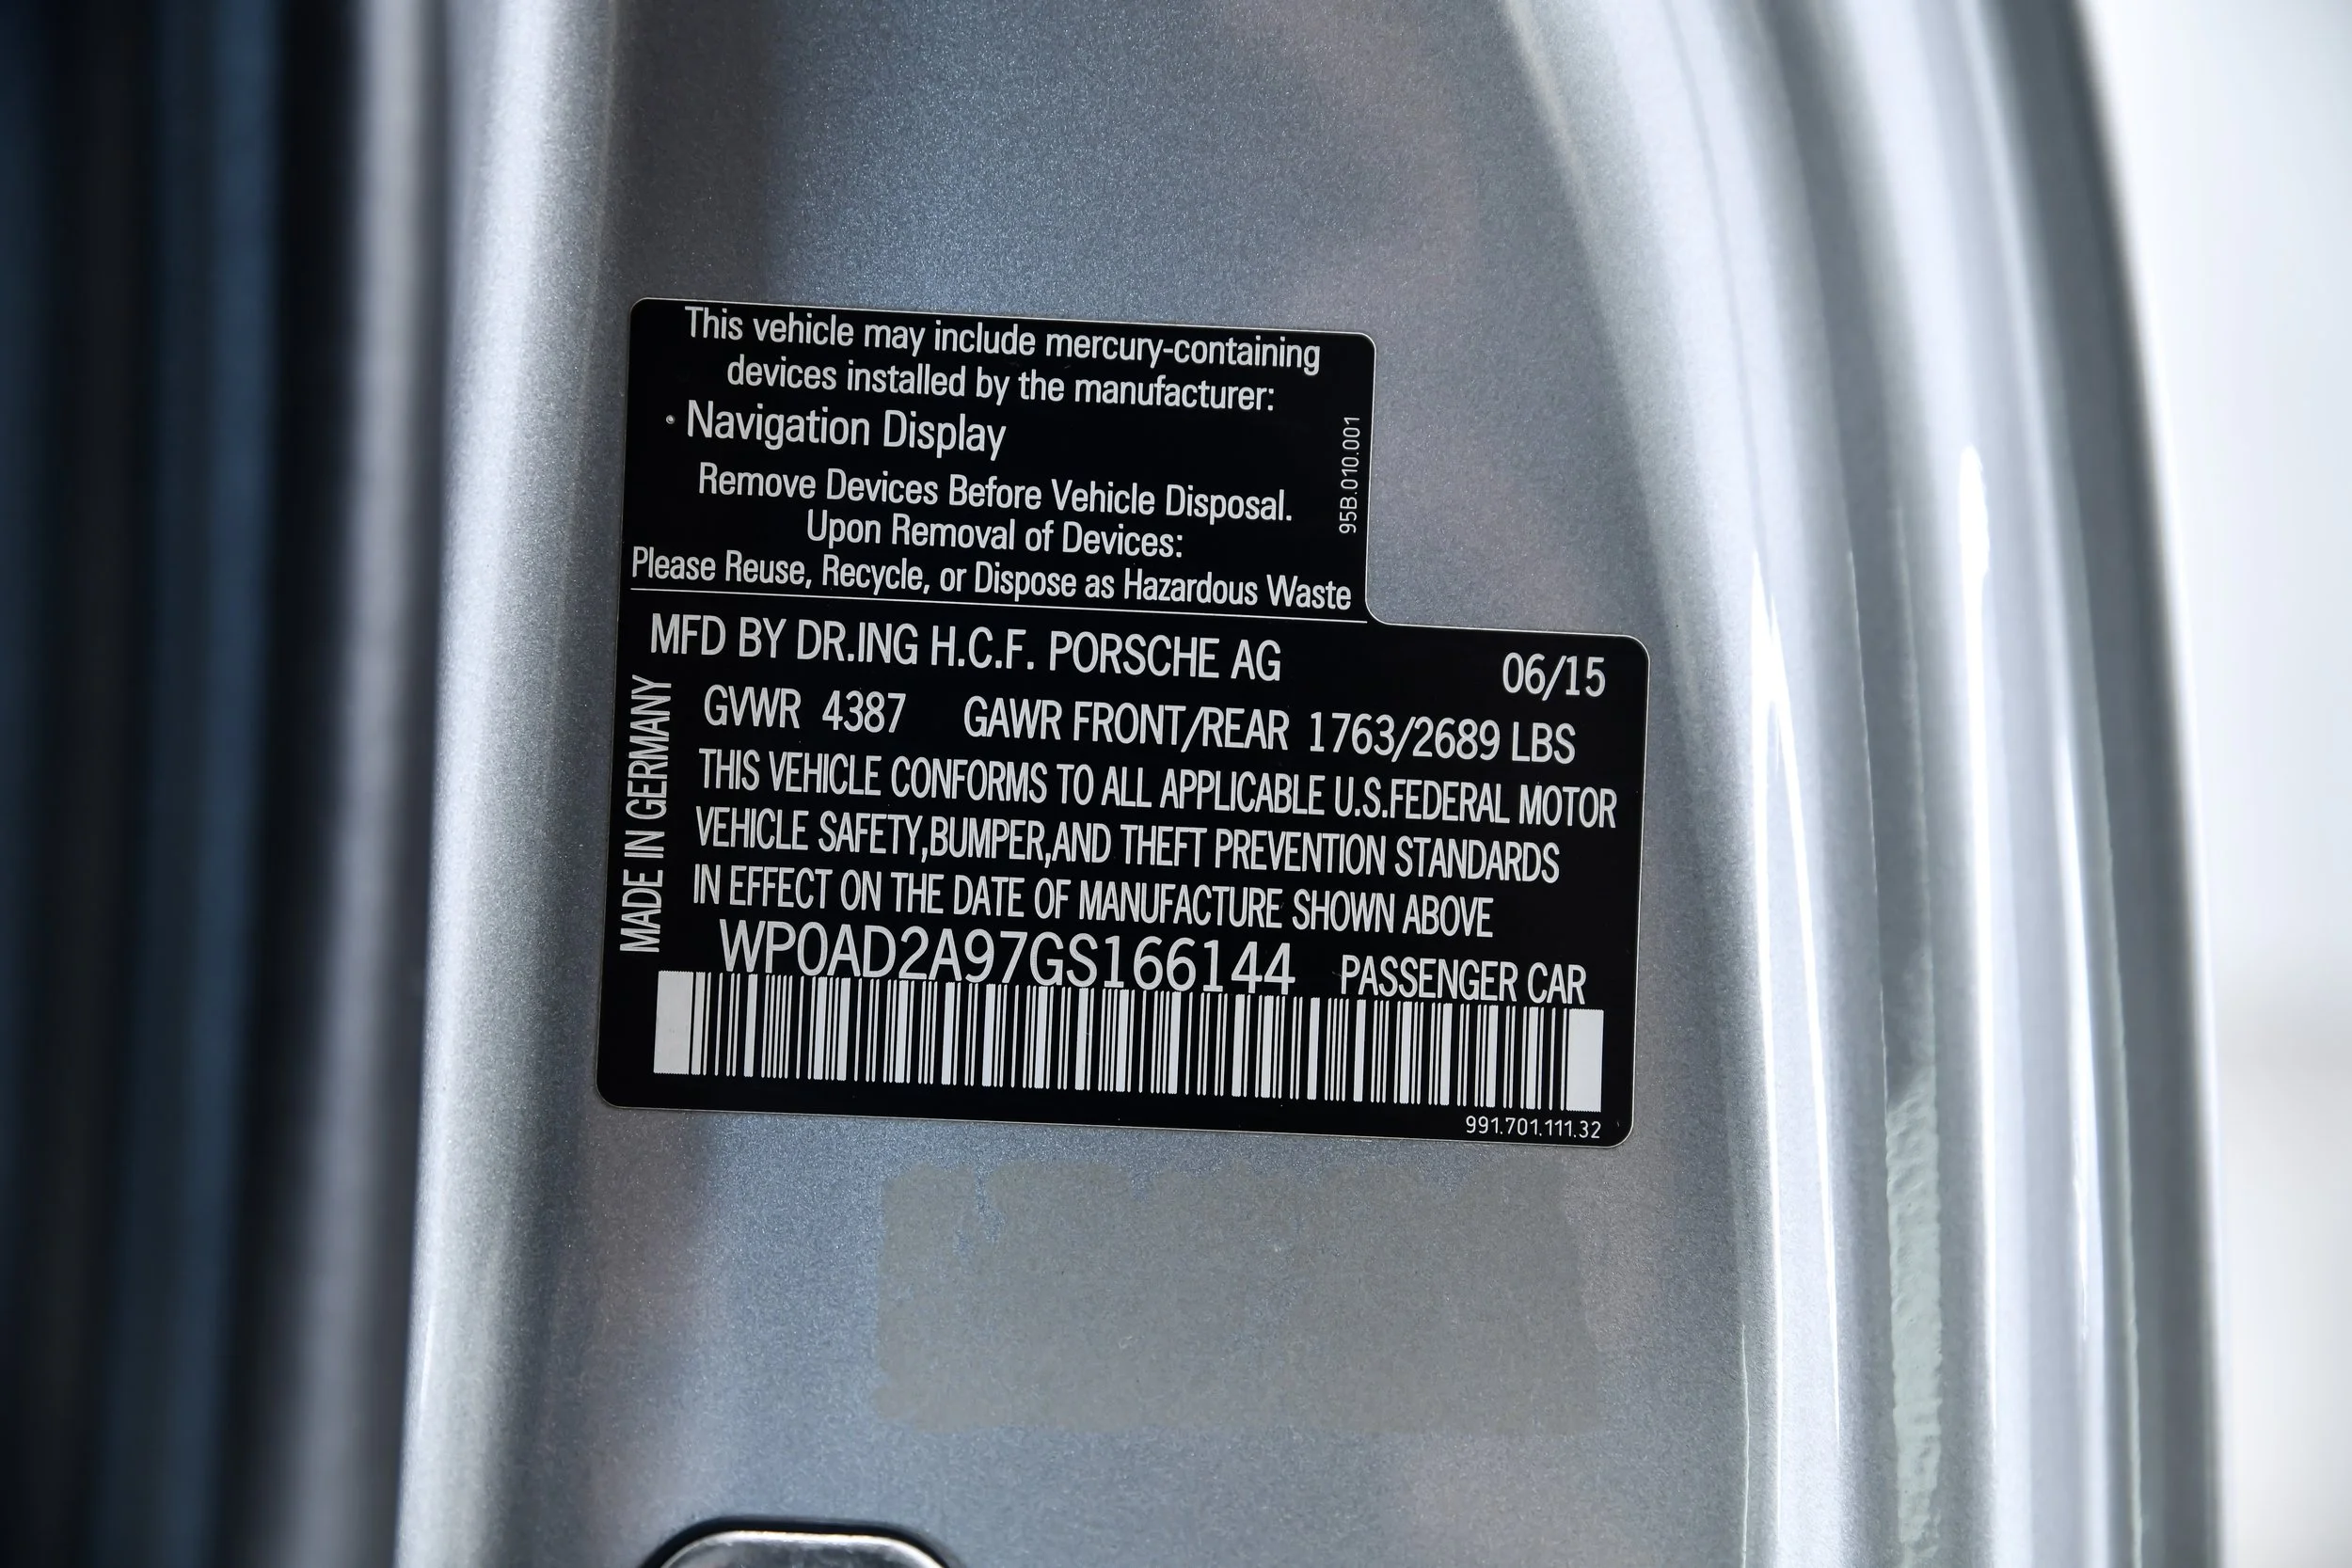 This vehicle may include mercury-containing
devices installed by the manufacturer:
• Navigation Display
Remove Devices Before Vehicle Disposal.
Upon Removal of Devices:
Please Reuse, Recycle, or Dispose as Hazardous Waste
95B.010.001
MFD BY DR.ING H.C.F. PORSCHE AG 06/15
GVWR 4387 GAWR FRONT/REAR 1763/2689 LBS
THIS VEHICLE CONFORMS TO ALL APPLICABLE U.S.FEDERAL MOTOR
VEHICLE SAFETY,BUMPER,AND THEFT PREVENTION STANDARDS
IN EFFECT ON THE DATE OF MANUFACTURE SHOWN ABOVE
MADE IN GERMANY
WP0AD2A97GS166144 PASSENGER CAR
991.701.111.32